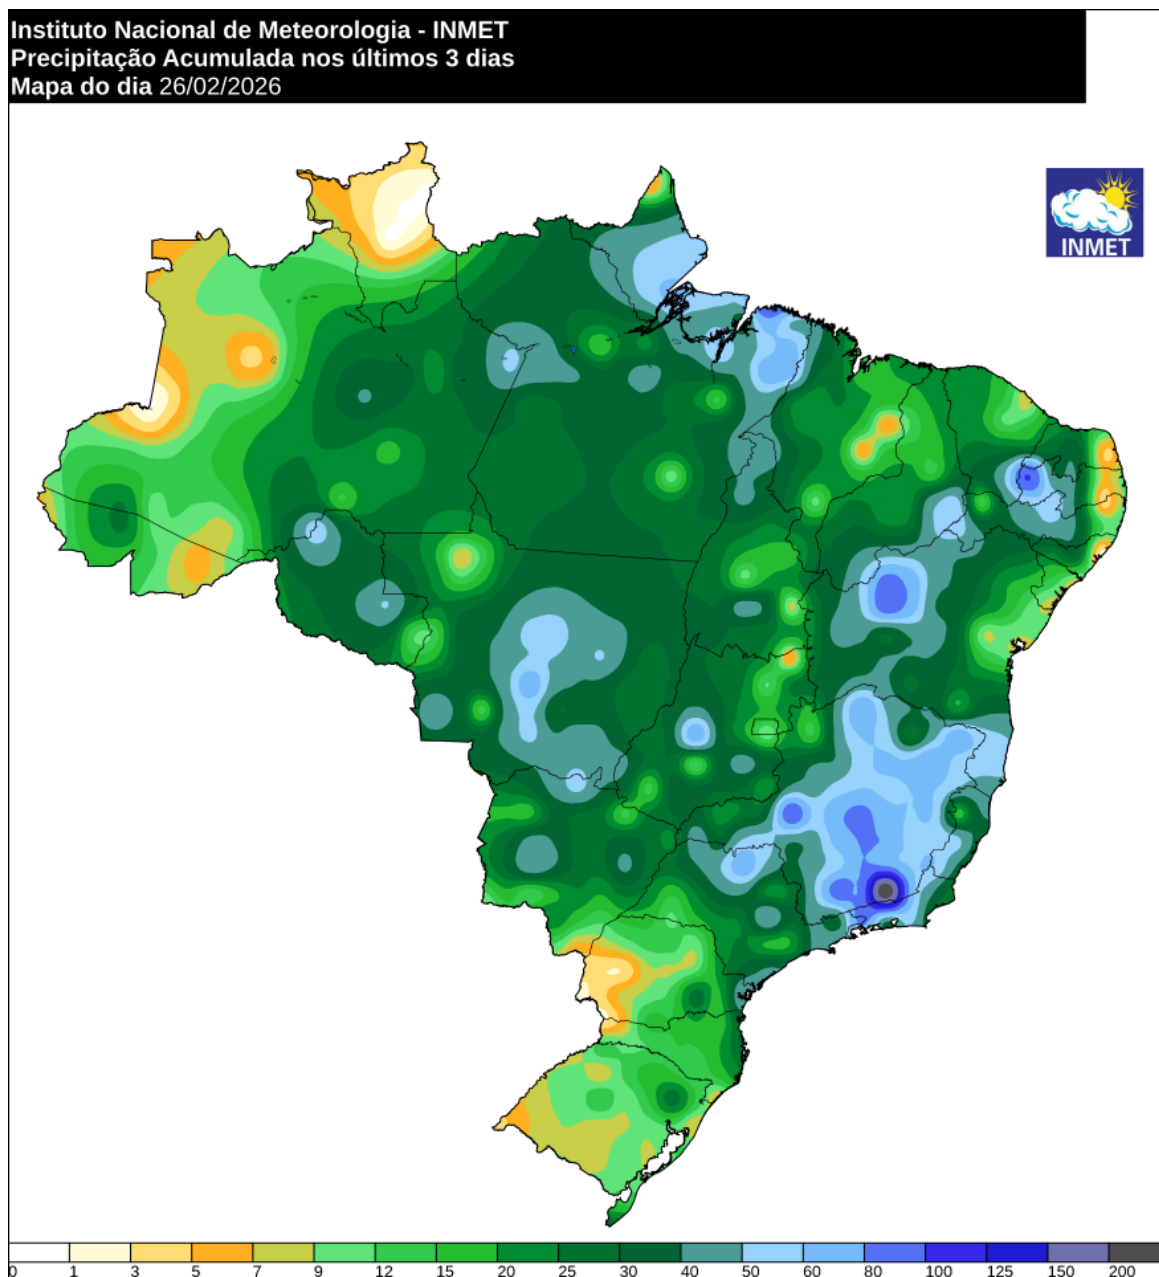 Instituto Nacional de Meteorologia - INMET
Precipitação Acumulada nos últimos 3 dias
Mapa do dia 26/02/2026
INMET
0 1 3 5 7 9 12 15 20 25 30 40 50 60 80 100 125 150 200